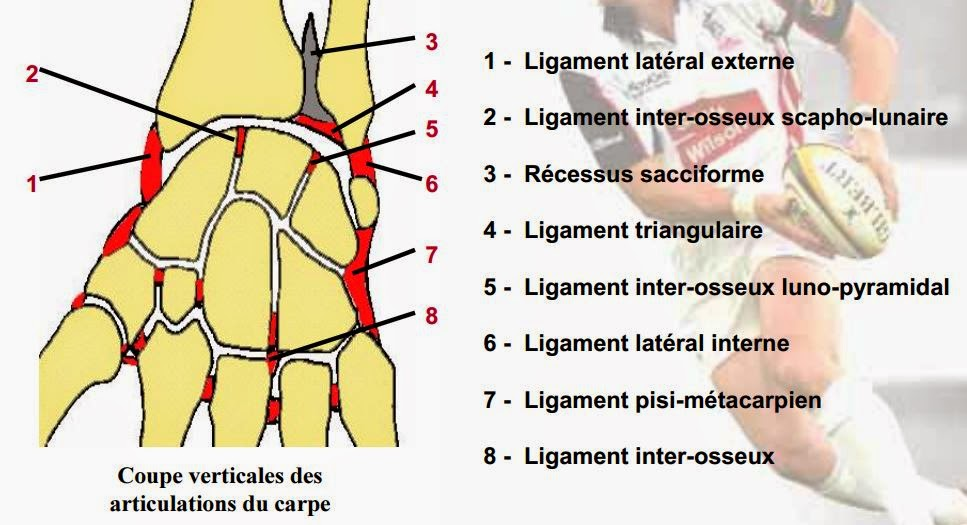 2
3
4
5
6
1
7
8
1 - Ligament latéral externe
2 - Ligament inter-osseux scapho-lunaire
3 - Récessus sacciforme
4 - Ligament triangulaire
5 - Ligament inter-osseux luno-pyramidal
6 - Ligament latéral interne
7 - Ligament pisi-métacarpien
8 - Ligament inter-osseux
Coupe verticales des
articulations du carpe
Wilson
GILBERT